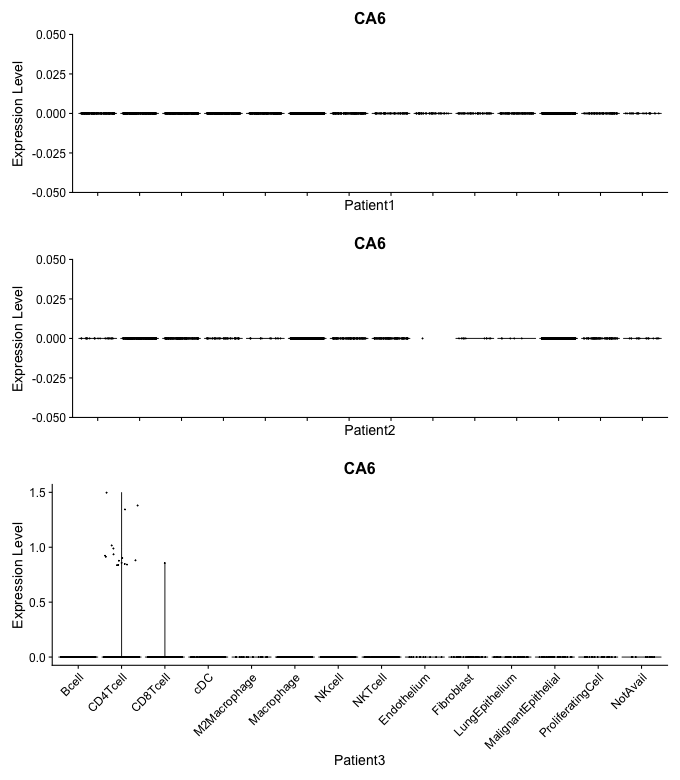 CA6
0.050
0.025
0.000
-0.025
-0.050
Expression Level
Patient1
CA6
0.050
0.025
0.000
-0.025
-0.050
Expression Level
Patient2
CA6
1.5
1.0
0.5
0.0
Expression Level
Bcell
CD4Tcell
CD8Tcell
cDC
M2Macrophage
Macrophage
NKcell
NKTcell
Endothelium
Fibroblast
LungEpithelium
MalignantEpithelial
ProliferatingCell
NotAvail
Patient3